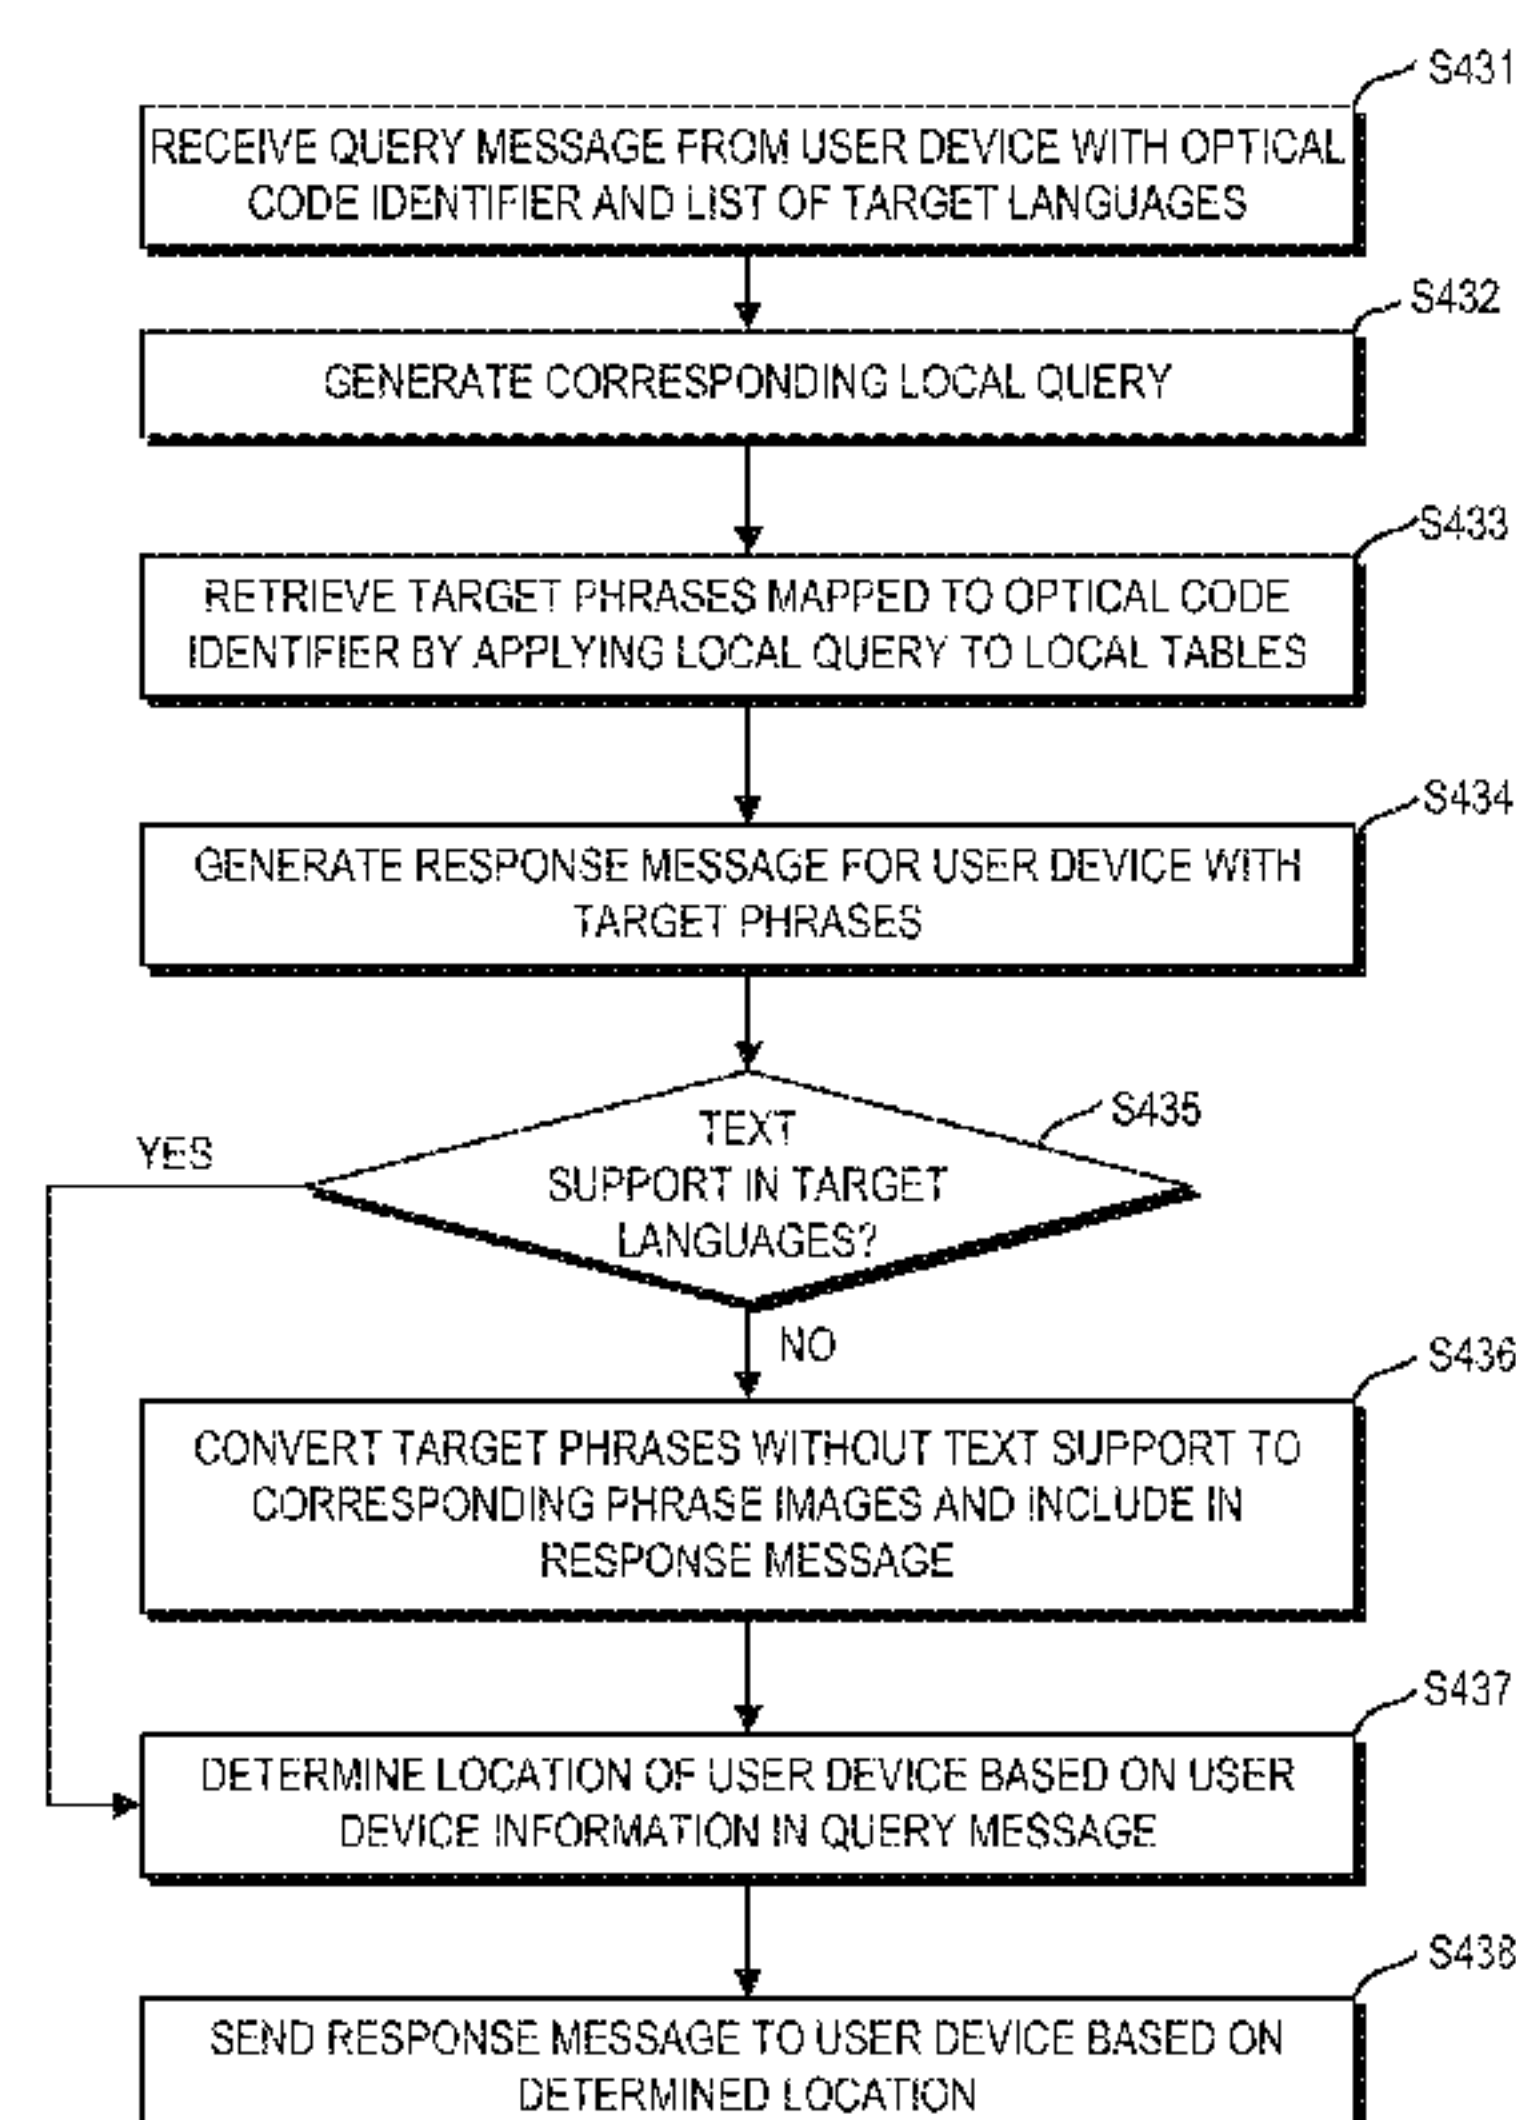 S431
RECEIVE QUERY MESSAGE FROM USER DEVICE WITH OPTICAL
CODE IDENTIFIER AND LIST OF TARGET LANGUAGES
S432
GENERATE CORRESPONDING LOCAL QUERY
S433
RETRIEVE TARGET PHRASES MAPPED TO OPTICAL CODE
IDENTIFIER BY APPLYING LOCAL QUERY TO LOCAL TABLES
S434
GENERATE RESPONSE MESSAGE FOR USER DEVICE WITH
TARGET PHRASES
S435
TEXT
SUPPORT IN TARGET
LANGUAGES?
YES
NO
S436
CONVERT TARGET PHRASES WITHOUT TEXT SUPPORT TO
CORRESPONDING PHRASE IMAGES AND INCLUDE IN
RESPONSE MESSAGE
S437
DETERMINE LOCATION OF USER DEVICE BASED ON USER
DEVICE INFORMATION IN QUERY MESSAGE
S438
SEND RESPONSE MESSAGE TO USER DEVICE BASED ON
DETERMINED LOCATION